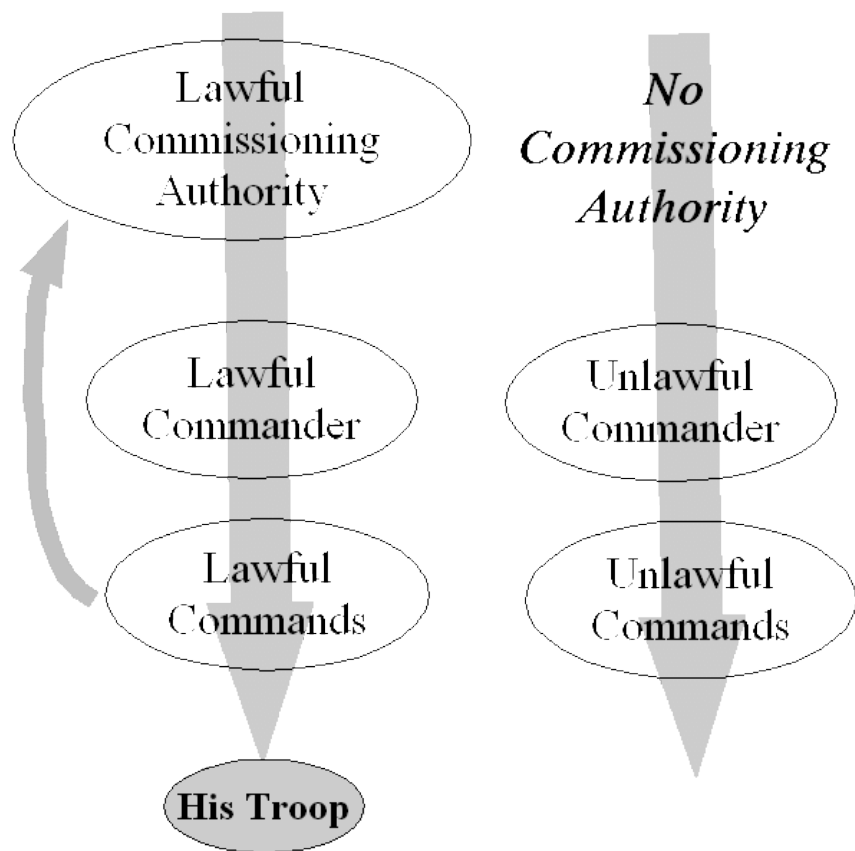 Lawful
Commissioning
Authority
Lawful
Commander
Lawful
Commands
His Troop
No
Commissioning
Authority
Unlawful
Commander
Unlawful
Commands